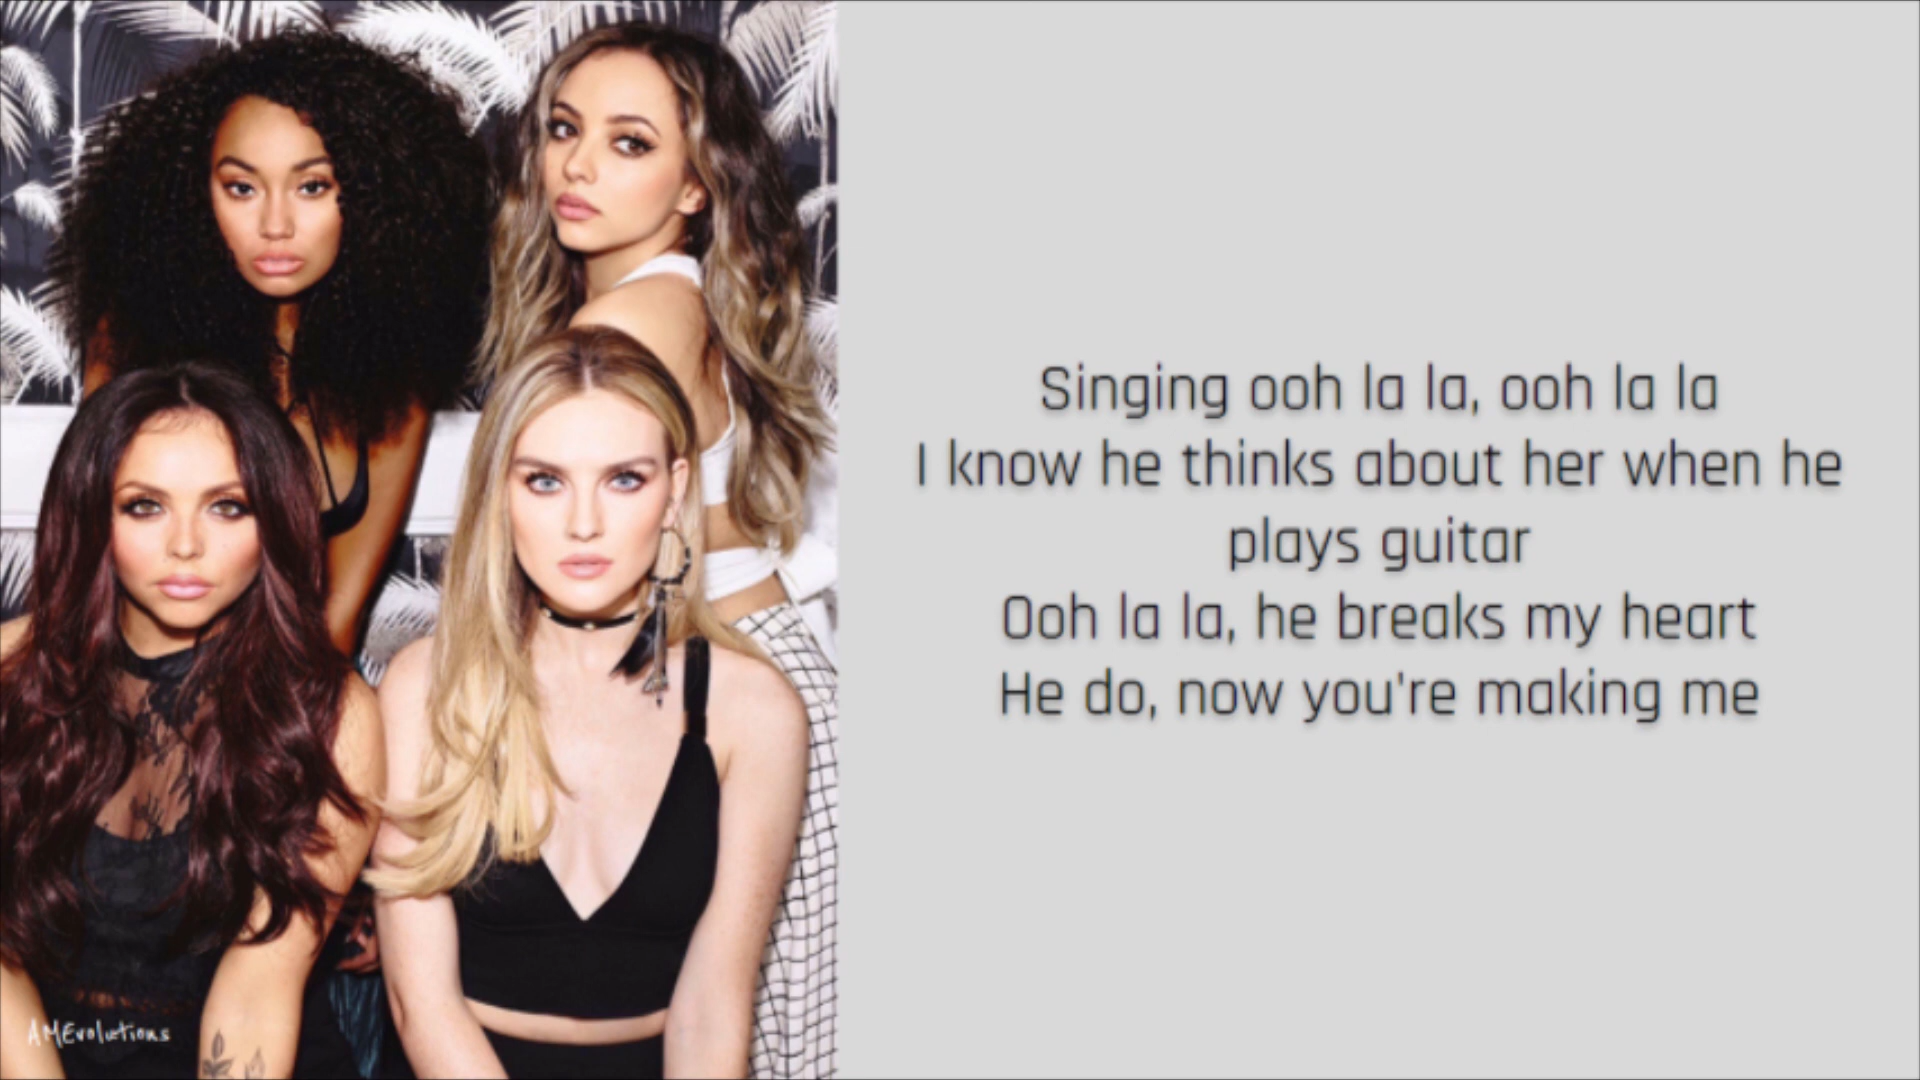 Singing ooh la la, ooh la la
I know he thinks about her when he
plays guitar
Ooh la la, he breaks my heart
He do, now you're making me
AMEvolutions